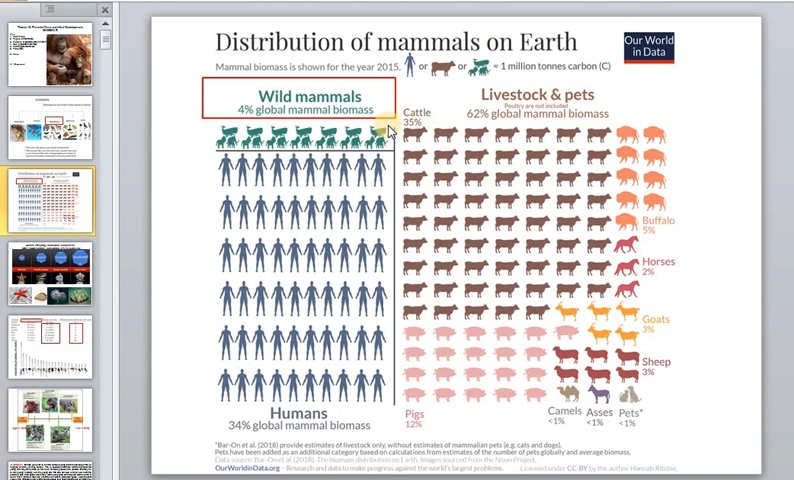 Distribution of mammals on Earth
Our World
in Data
Mammal biomass is shown for the year 2015.
or or = 1 million tonnes carbon (C)
Wild mammals
4% global mammal biomass
Livestock & pets
Poultry are not included
62% global mammal biomass
Cattle
35%
Buffalo
5%
Horses
2%
Goats
3%
Sheep
3%
Humans
34% global mammal biomass
Pigs
12%
Camels
<1%
Asses
<1%
Pets*
<1%
*Bar-On et al. (2018) provide estimates of livestock only, without estimates of mammalian pets (e.g. cats and dogs).
Pets have been added as an additional category based on calculations from estimates of the number of pets globally and average biomass.
Data source: Bar-On et al. (2018). The biomass distribution on Earth. Images sourced from the Noun Project.
OurWorldinData.org – Research and data to make progress against the world's largest problems.
Licensed under CC-BY by the author Hannah Ritchie.